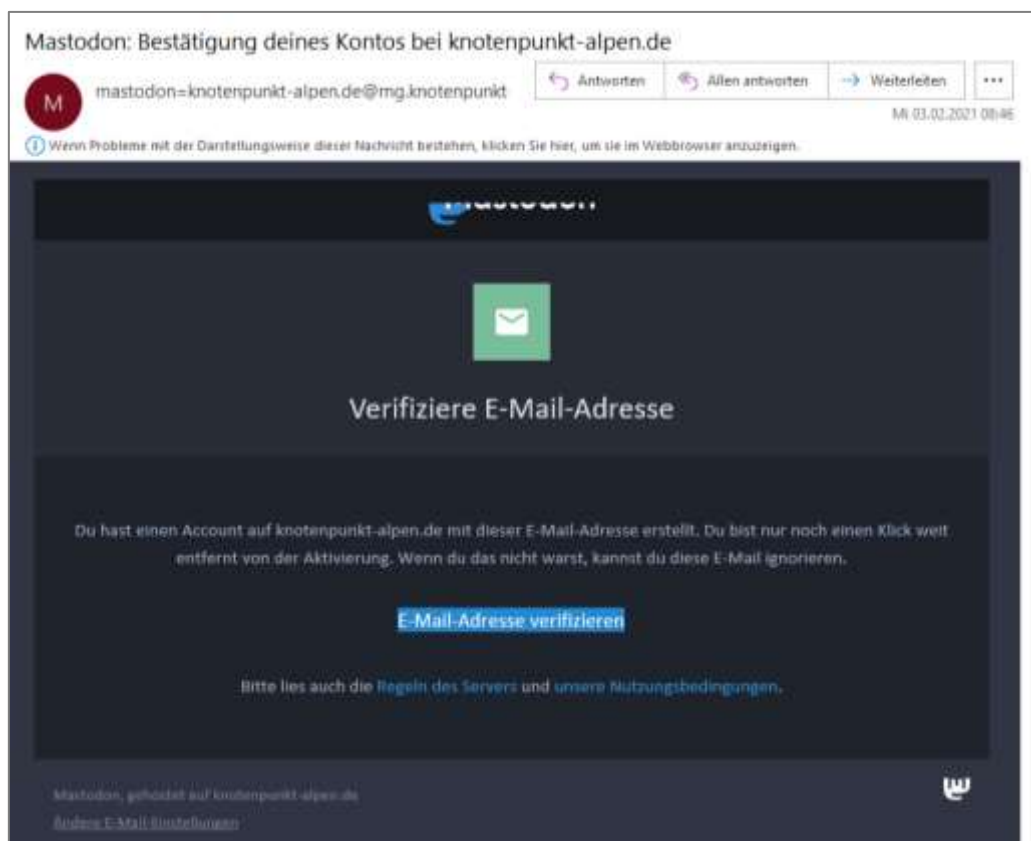 Mastodon: Bestätigung deines Kontos bei knotenpunkt-alpen.de
Antworten
Allen antworten
Weiterleiten
M
mastodon=knotenpunkt-alpen.de@mg.knotenpunkt
Mi 03.02.2021 08:46
Wenn Probleme mit der Darstellungsweise dieser Nachricht bestehen, klicken Sie hier, um sie im Webbrowser anzuzeigen.
Mastodon
Verifiziere E-Mail-Adresse
Du hast einen Account auf knotenpunkt-alpen.de mit dieser E-Mail-Adresse erstellt. Du bist nur noch einen Klick weit
entfernt von der Aktivierung. Wenn du das nicht warst, kannst du diese E-Mail ignorieren.
E-Mail-Adresse verifizieren
Bitte lies auch die Regeln des Servers und unsere Nutzungsbedingungen.
Mastodon, gehostet auf knotenpunkt-alpen.de
Ändere E-Mail-Einstellungen